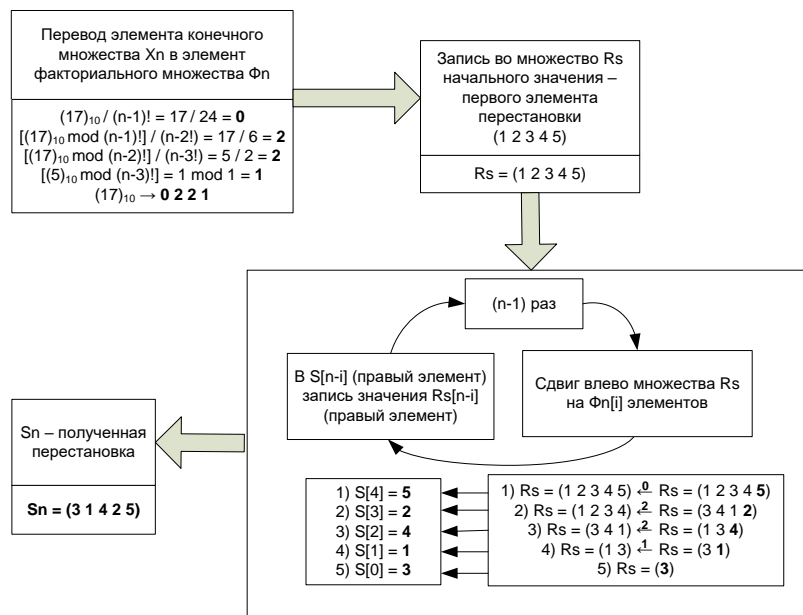 Перевод элемента конечного
множества Xn в элемент
факториального множества Фn
(17)₁₀ / (n-1)! = 17 / 24 = 0
[(17)₁₀ mod (n-1)!] / (n-2!) = 17 / 6 = 2
[(17)₁₀ mod (n-2)!] / (n-3!) = 5 / 2 = 2
[(5)₁₀ mod (n-3)!] = 1 mod 1 = 1
(17)₁₀ → 0 2 2 1
Запись во множество Rs
начального значения –
первого элемента
перестановки
(1 2 3 4 5)
Rs = (1 2 3 4 5)
(n-1) раз
Сдвиг влево множества Rs
на Фn[i] элементов
В S[n-i] (правый элемент)
запись значения Rs[n-i]
(правый элемент)
1) Rs = (1 2 3 4 5) ←0 Rs = (1 2 3 4 5)
2) Rs = (1 2 3 4) ←2 Rs = (3 4 1 2)
3) Rs = (3 4 1) ←2 Rs = (1 3 4)
4) Rs = (1 3) ←1 Rs = (3 1)
5) Rs = (3)
1) S[4] = 5
2) S[3] = 2
3) S[2] = 4
4) S[1] = 1
5) S[0] = 3
Sn – полученная
перестановка
Sn = (3 1 4 2 5)